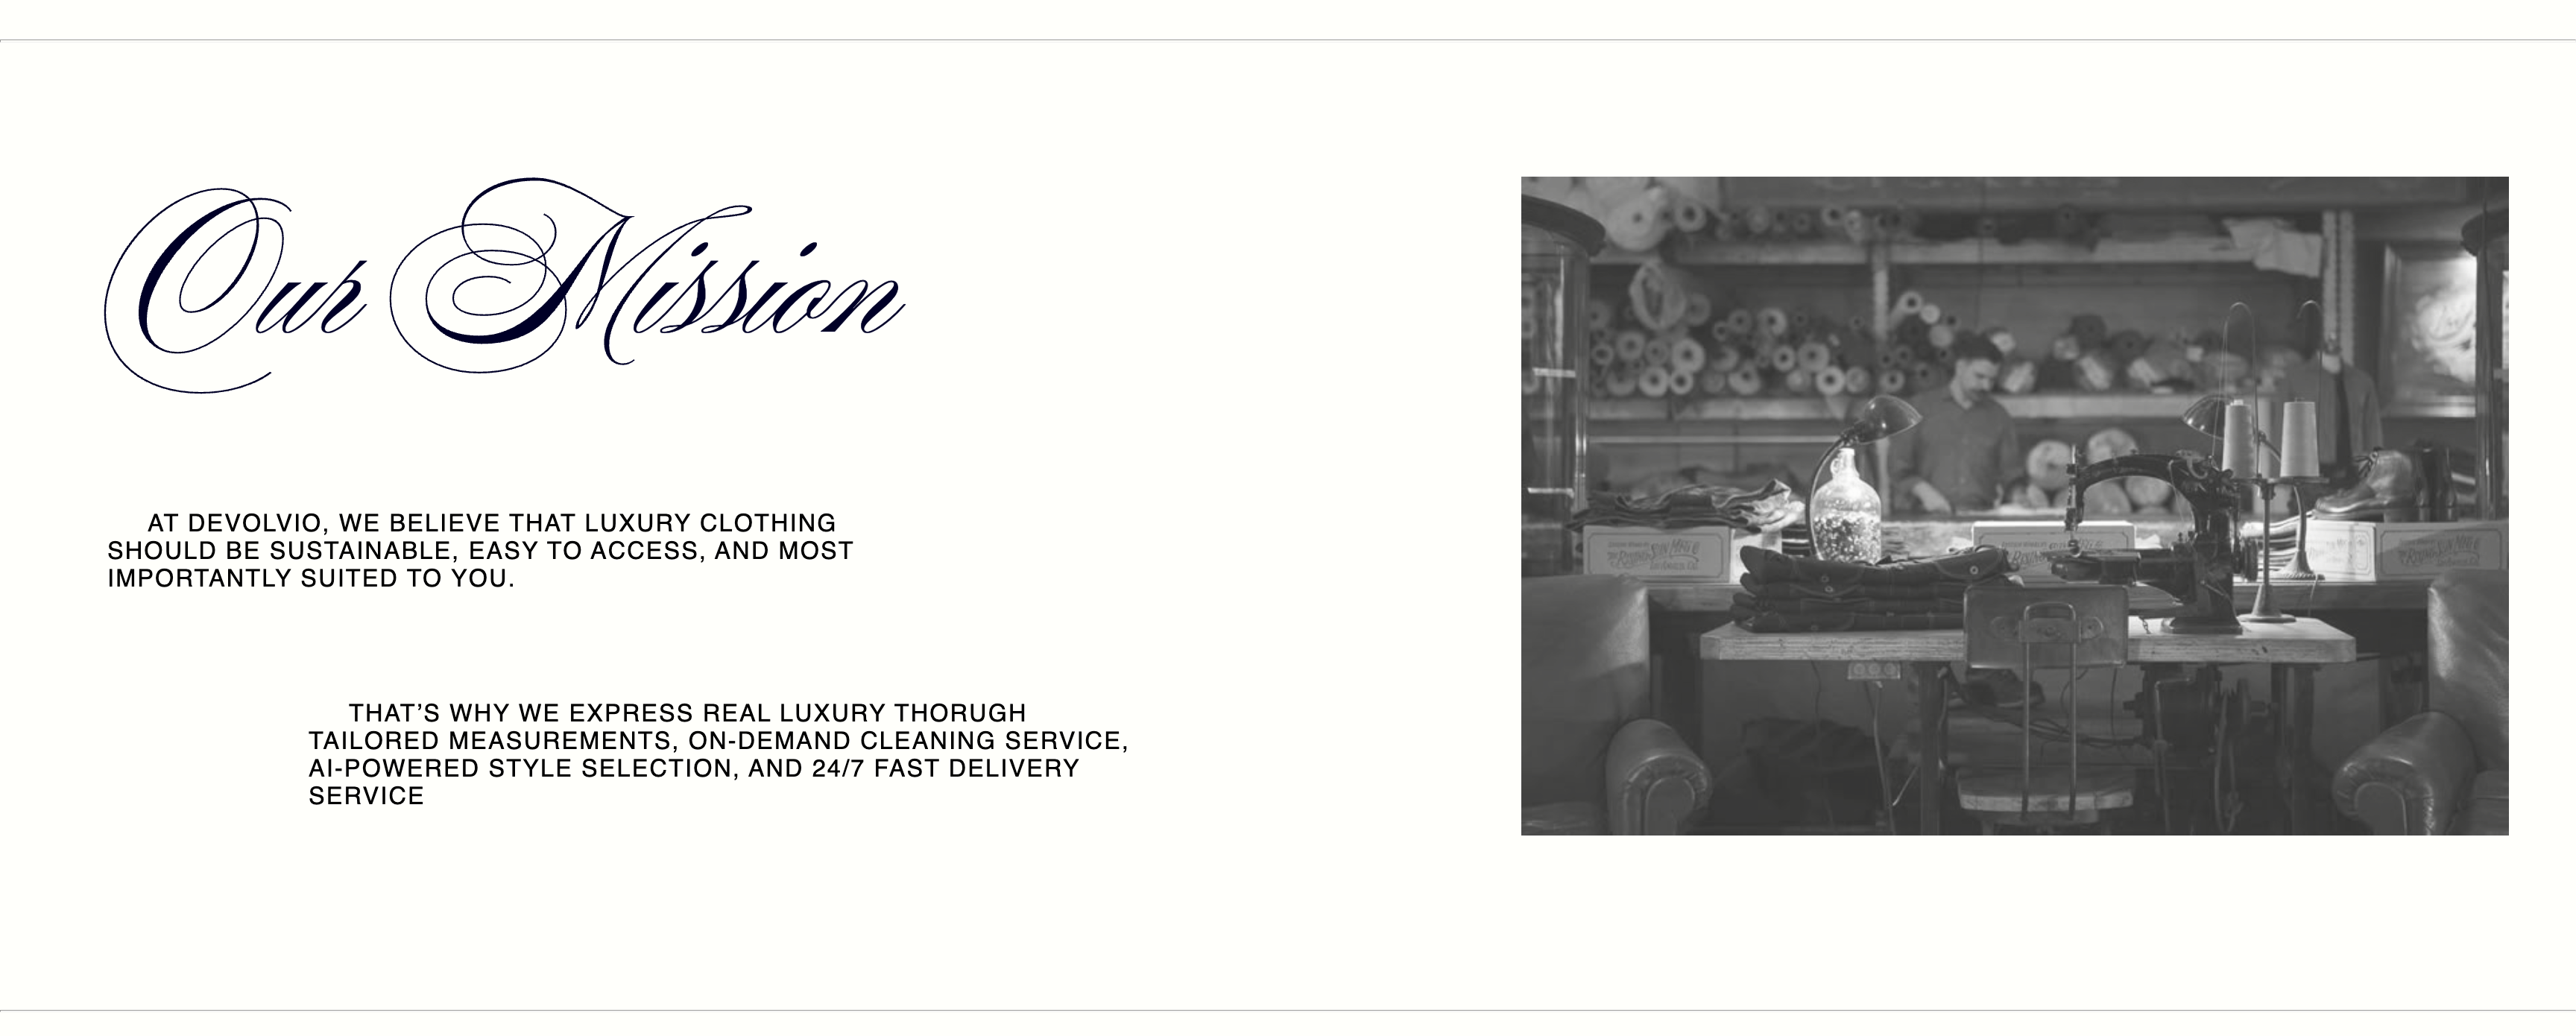 Our Mission
AT DEVOLVIO, WE BELIEVE THAT LUXURY CLOTHING
SHOULD BE SUSTAINABLE, EASY TO ACCESS, AND MOST
IMPORTANTLY SUITED TO YOU.
THAT’S WHY WE EXPRESS REAL LUXURY THORUGH
TAILORED MEASUREMENTS, ON-DEMAND CLEANING SERVICE,
AI-POWERED STYLE SELECTION, AND 24/7 FAST DELIVERY
SERVICE